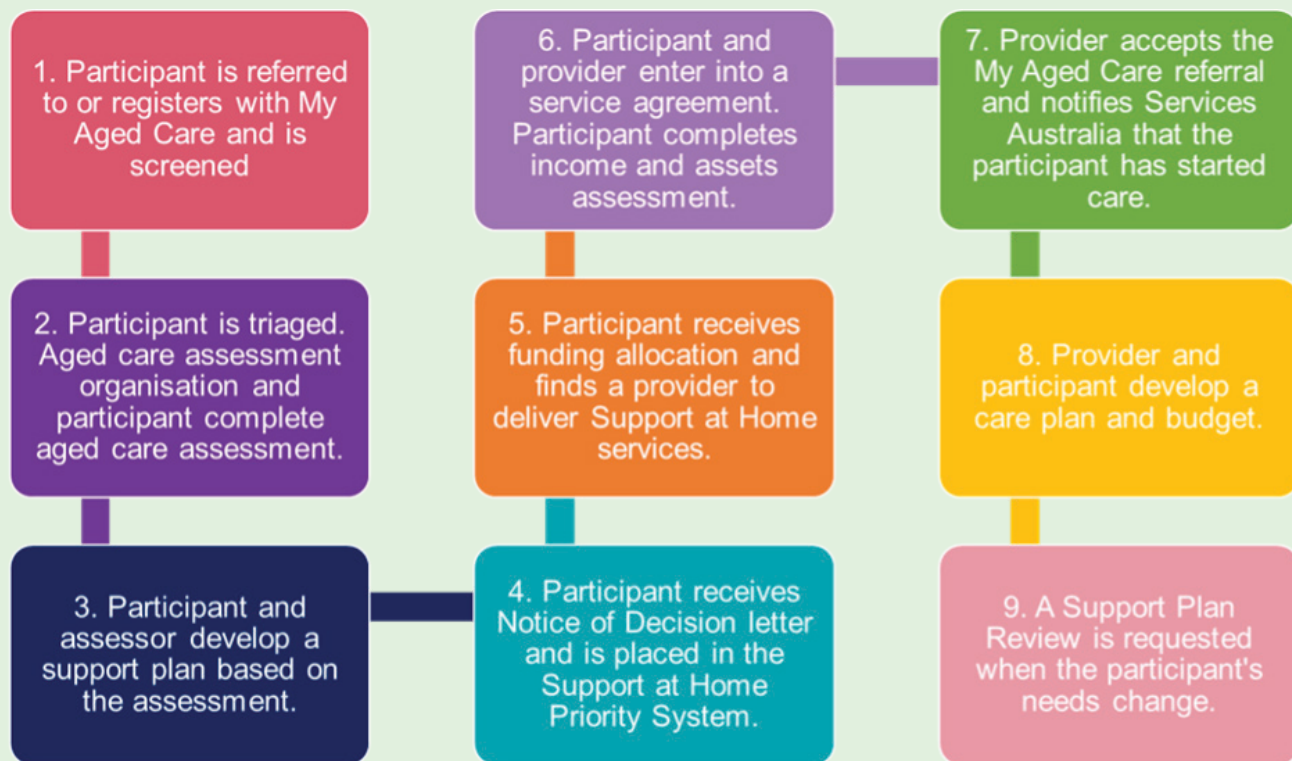 1. Participant is referred
to or registers with My
Aged Care and is
screened
2. Participant is triaged.
Aged care assessment
organisation and
participant complete
aged care assessment.
3. Participant and
assessor develop a
support plan based on
the assessment.
4. Participant receives
Notice of Decision letter
and is placed in the
Support at Home
Priority System.
5. Participant receives
funding allocation and
finds a provider to
deliver Support at Home
services.
6. Participant and
provider enter into a
service agreement.
Participant completes
income and assets
assessment.
7. Provider accepts the
My Aged Care referral
and notifies Services
Australia that the
participant has started
care.
8. Provider and
participant develop a
care plan and budget.
9. A Support Plan
Review is requested
when the participant's
needs change.